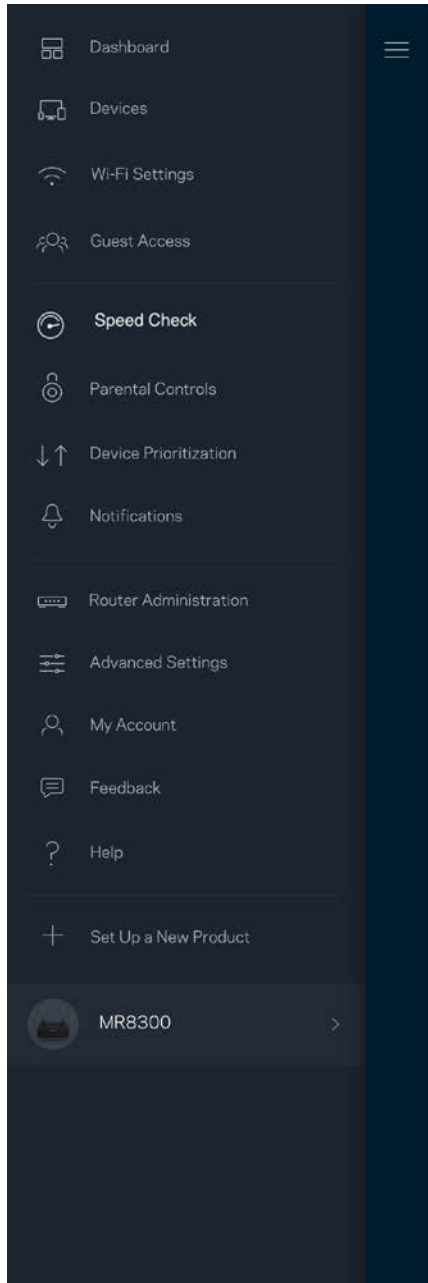 Dashboard
Devices
Wi-Fi Settings
Guest Access
Speed Check
Parental Controls
Device Prioritization
Notifications
Router Administration
Advanced Settings
My Account
Feedback
Help
Set Up a New Product
MR8300